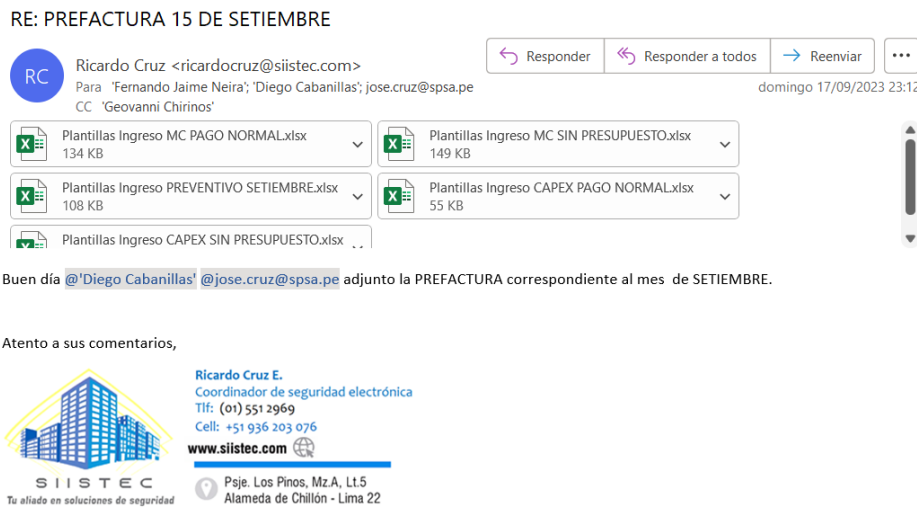 RE: PREFACTURA 15 DE SETIEMBRE
Responder
Responder a todos
Reenviar
RC
Ricardo Cruz <ricardocruz@siistec.com>
Para 'Fernando Jaime Neira'; 'Diego Cabanillas'; jose.cruz@spsa.pe
domingo 17/09/2023 23:12
CC 'Geovanni Chirinos'
Plantillas Ingreso MC PAGO NORMAL.xlsx
134 KB
Plantillas Ingreso MC SIN PRESUPUESTO.xlsx
149 KB
Plantillas Ingreso PREVENTIVO SETIEMBRE.xlsx
108 KB
Plantillas Ingreso CAPEX PAGO NORMAL.xlsx
55 KB
Plantillas Ingreso CAPEX SIN PRESUPUESTO.xlsx
Buen día @'Diego Cabanillas' @jose.cruz@spsa.pe adjunto la PREFACTURA correspondiente al mes de SETIEMBRE.
Atento a sus comentarios,
Ricardo Cruz E.
Coordinador de seguridad electrónica
Tlf: (01) 551 2969
Cell: +51 936 203 076
www.siistec.com
Psje. Los Pinos, Mz.A, Lt.5
Alameda de Chillón - Lima 22
SIISTEC
Tu aliado en soluciones de seguridad